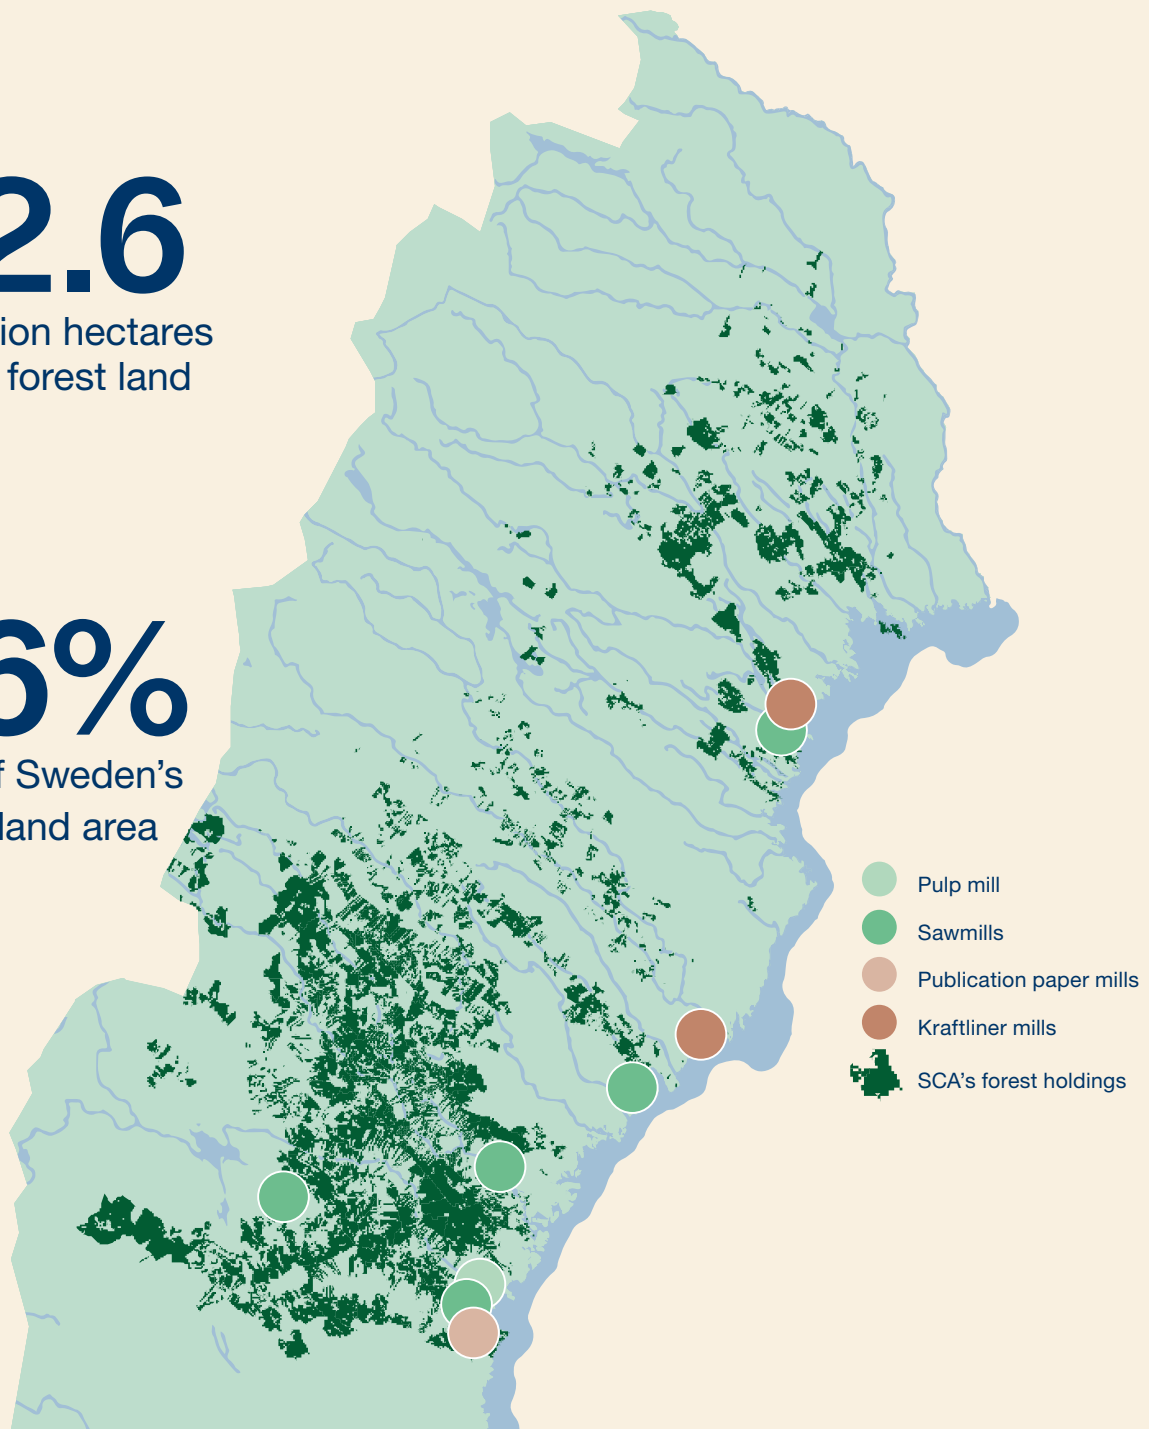 2.6
ion hectares
forest land
6%
f Sweden’s
land area
Pulp mill
Sawmills
Publication paper mills
Kraftliner mills
SCA’s forest holdings